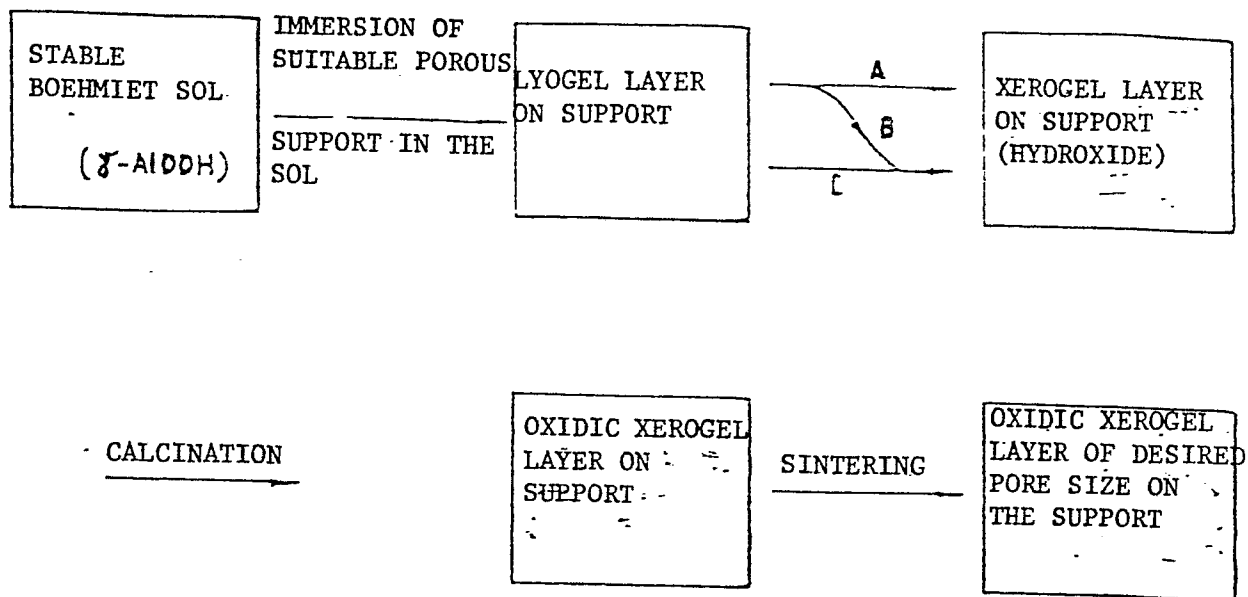 STABLE
BOEHMIET SOL
(γ-AlOOH)
IMMERSION OF
SUITABLE POROUS
SUPPORT IN THE
SOL
LYOGEL LAYER
ON SUPPORT
A
B
C
XEROGEL LAYER
ON SUPPORT
(HYDROXIDE)
CALCINATION
OXIDIC XEROGEL
LAYER ON
SUPPORT
SINTERING
OXIDIC XEROGEL
LAYER OF DESIRED
PORE SIZE ON
THE SUPPORT